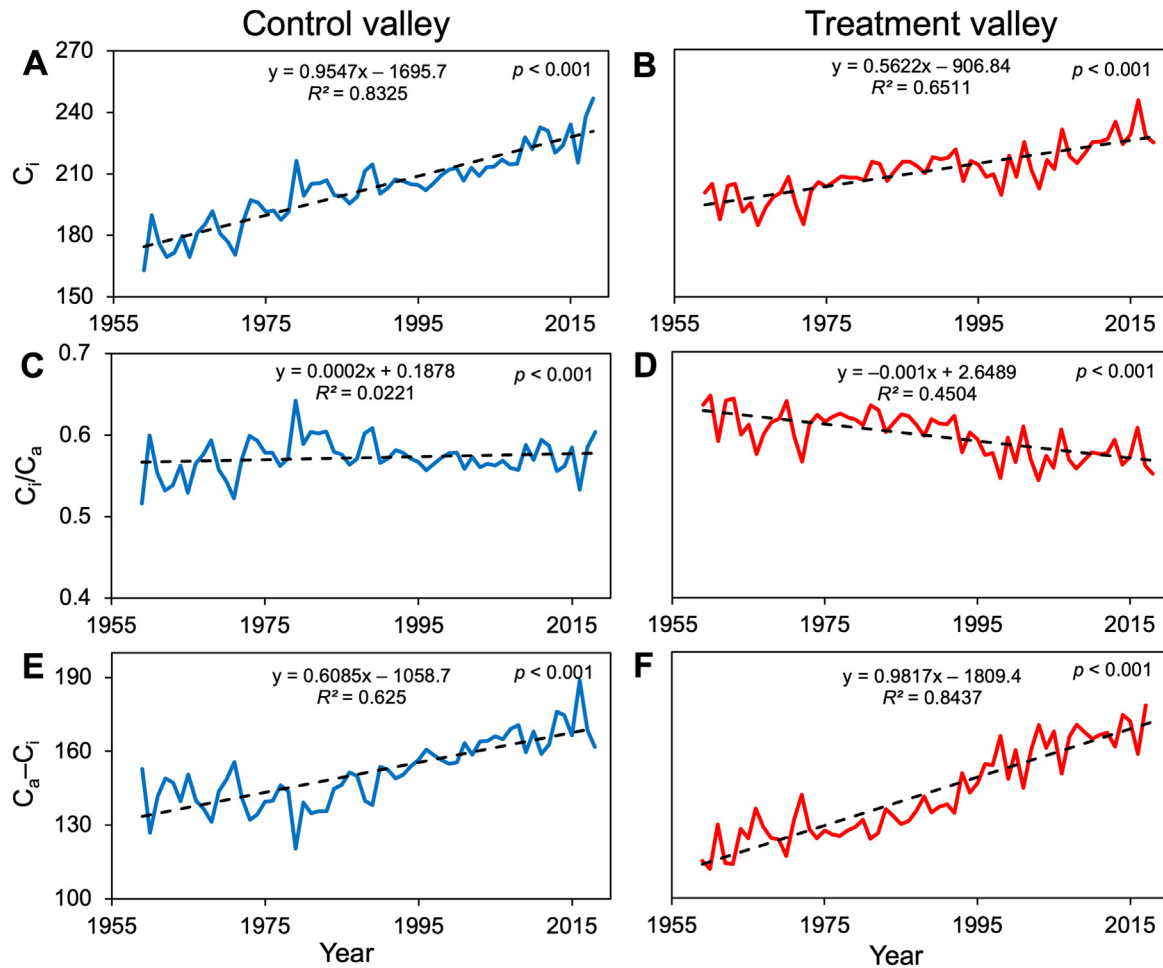 Control valley
Treatment valley
A
y = 0.9547x – 1695.7
R² = 0.8325
p < 0.001
Ci
270
240
210
180
150
1955
1975
1995
2015
B
y = 0.5622x – 906.84
R² = 0.6511
p < 0.001
1955
1975
1995
2015
C
y = 0.0002x + 0.1878
R² = 0.0221
p < 0.001
Ci/Ca
0.7
0.6
0.5
0.4
1955
1975
1995
2015
D
y = –0.001x + 2.6489
R² = 0.4504
p < 0.001
1955
1975
1995
2015
E
y = 0.6085x – 1058.7
R² = 0.625
p < 0.001
Ca–Ci
190
160
130
100
1955
1975
1995
2015
Year
F
y = 0.9817x – 1809.4
R² = 0.8437
p < 0.001
1955
1975
1995
2015
Year